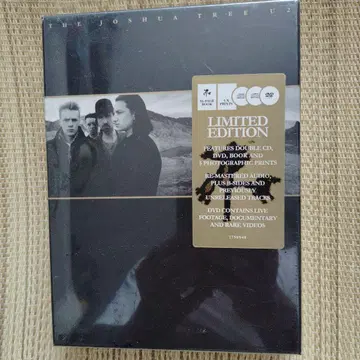 THE JOSHUA TREE U2
LIMITED
EDITION
FEATURES DOUBLE CD,
DVD, BOOK AND
5 PHOTOGRAPHIC PRINTS
RE-MASTERED AUDIO,
PLUS B-SIDES AND
PREVIOUSLY
UNRELEASED TRACKS
DVD CONTAINS LIVE
FOOTAGE, DOCUMENTARY
AND RARE VIDEOS